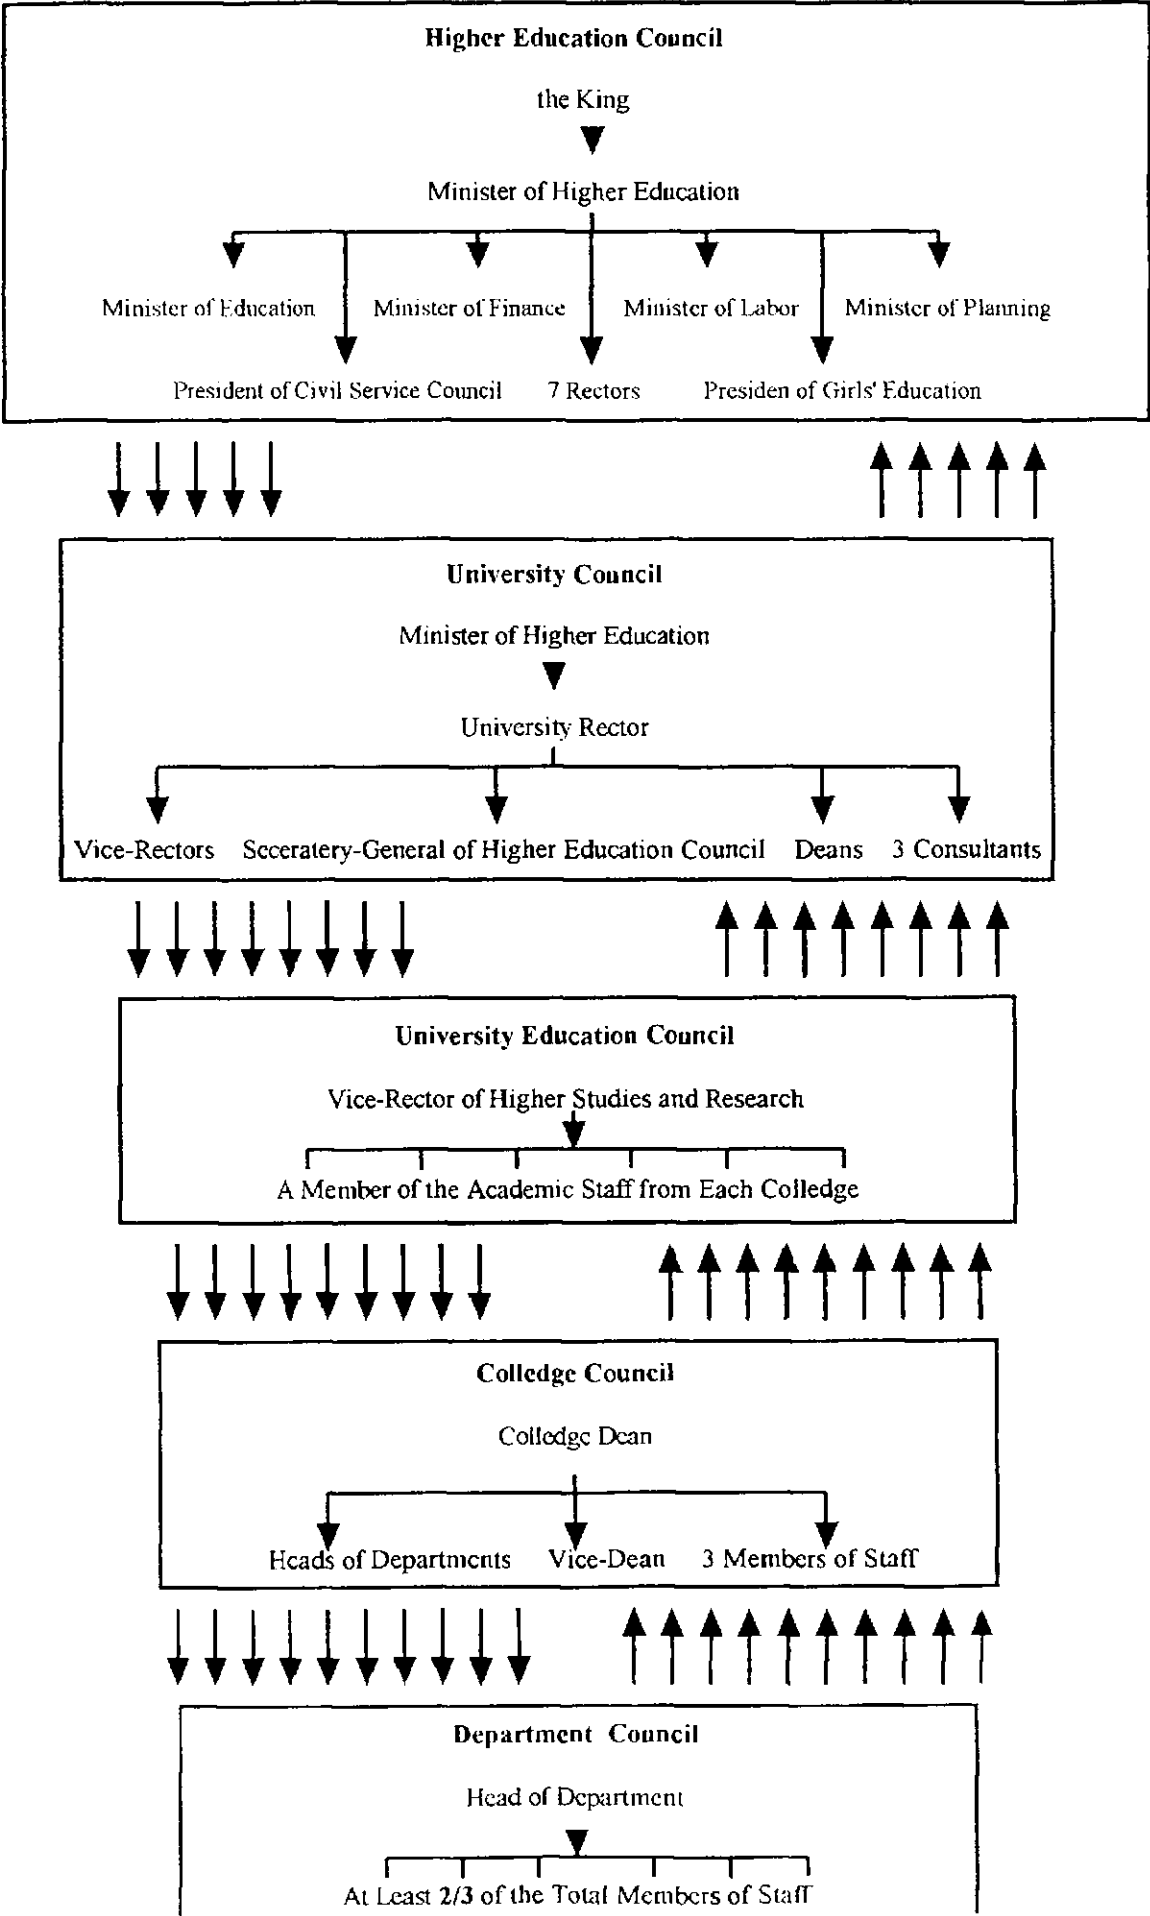 Higher Education Council
the King
Minister of Higher Education
Minister of Education Minister of Finance Minister of Labor Minister of Planning
President of Civil Service Council 7 Rectors Presiden of Girls' Education
University Council
Minister of Higher Education
University Rector
Vice-Rectors Seceratery-General of Higher Education Council Deans 3 Consultants
University Education Council
Vice-Rector of Higher Studies and Research
A Member of the Academic Staff from Each Colledge
Colledge Council
Colledge Dean
Heads of Departments Vice-Dean 3 Members of Staff
Department Council
Head of Department
At Least 2/3 of the Total Members of Staff